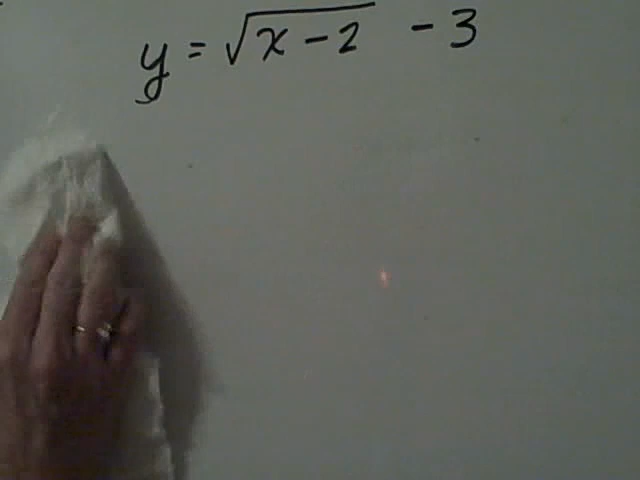 y = √(x - 2) - 3